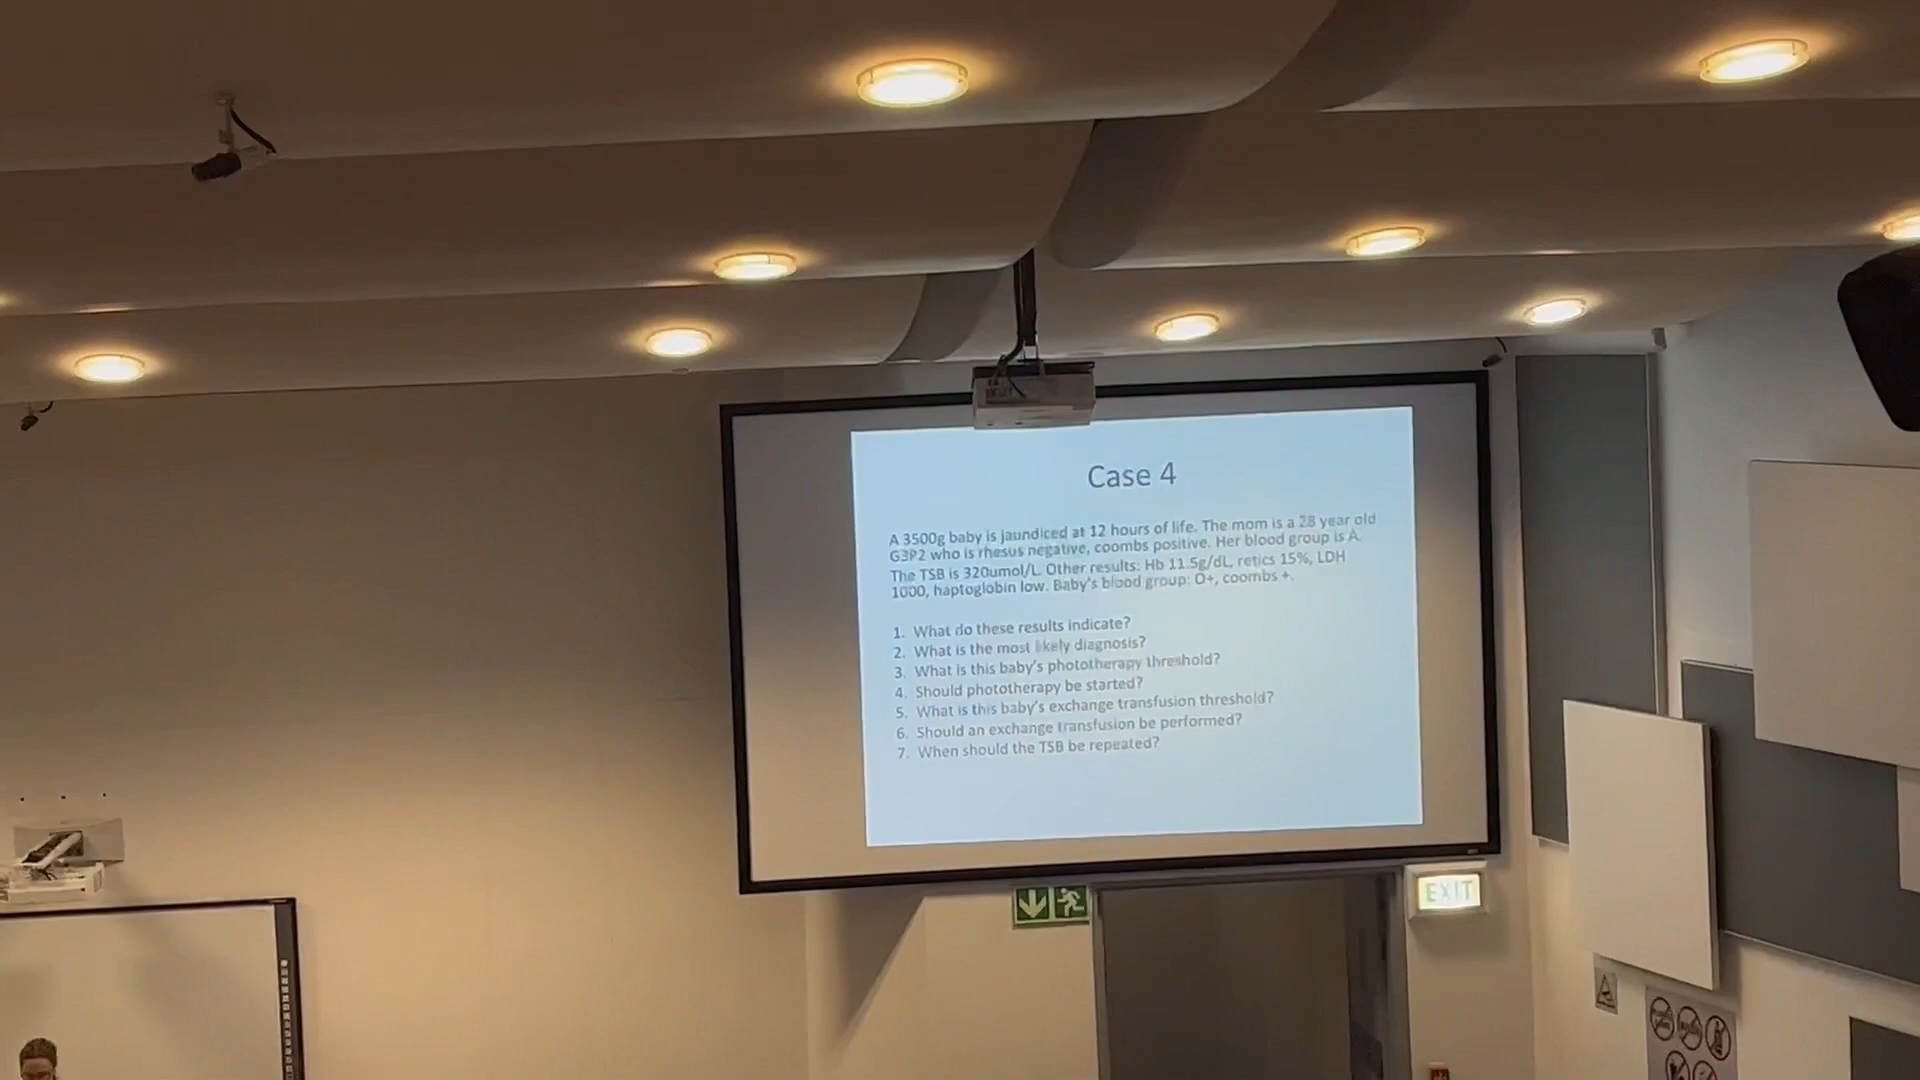 Case 4
A 3500g baby is jaundiced at 12 hours of life. The mom is a 28 year old
G3P2 who is rhesus negative, coombs positive. Her blood group is A.
The TSB is 320umol/L. Other results: Hb 11.5g/dL, retics 15%, LDH
1000, haptoglobin low. Baby's blood group: O+, coombs +.
1. What do these results indicate?
2. What is the most likely diagnosis?
3. What is this baby's phototherapy threshold?
4. Should phototherapy be started?
5. What is this baby's exchange transfusion threshold?
6. Should an exchange transfusion be performed?
7. When should the TSB be repeated?
EXIT